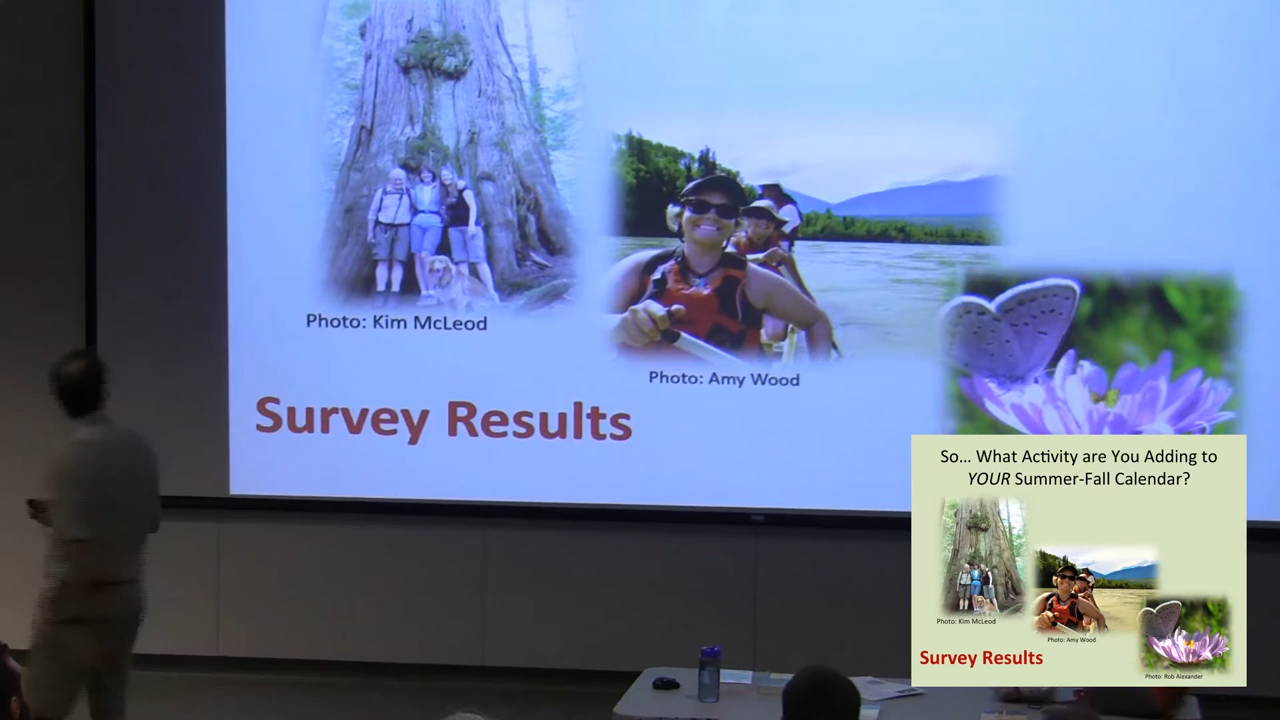 Photo: Kim McLeod
Photo: Amy Wood
Survey Results
So... What Activity are You Adding to
YOUR Summer-Fall Calendar?
Photo: Kim McLeod
Photo: Amy Wood
Survey Results
Photo: Rob Alexander